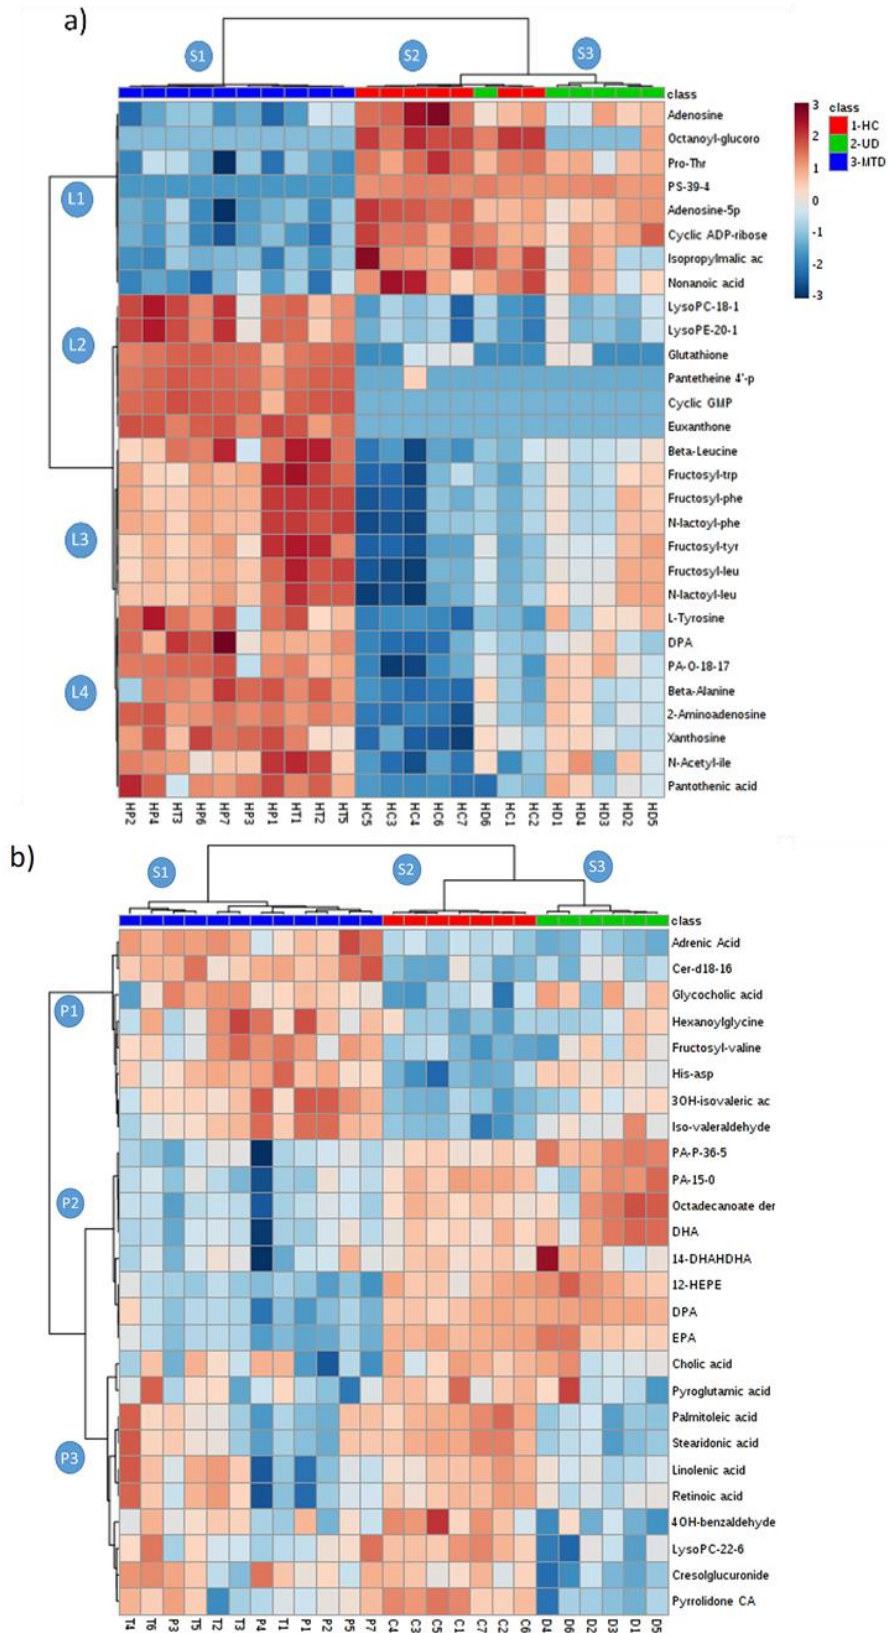 a)
S1
S2
S3
class
Adenosine
Octanoyl-glucoro
Pro-Thr
PS-39-4
Adenosine-5p
Cyclic ADP-ribose
Isopropylmalic ac
Nonanoic acid
LysoPC-18-1
LysoPE-20-1
Glutathione
Pantetheine 4'-p
Cyclic GMP
Euxanthone
Beta-Leucine
Fructosyl-trp
Fructosyl-phe
N-lactoyl-phe
Fructosyl-tyr
Fructosyl-leu
N-lactoyl-leu
L-Tyrosine
DPA
PA-O-18-17
Beta-Alanine
2-Aminoadenosine
Xanthosine
N-Acetyl-ile
Pantothenic acid
L1
L2
L3
L4
3
2
1
0
-1
-2
-3
class
1-HC
2-UD
3-MTD
HP2 HP4 HT3 HP6 HP7 HP3 HP1 HT1 HT2 HT5 HC5 HC3 HC4 HC6 HC7 HD6 HC1 HC2 HD1 HD4 HD3 HD2 HD5
b)
S1
S2
S3
class
Adrenic Acid
Cer-d18-16
Glycocholic acid
Hexanoylglycine
Fructosyl-valine
His-asp
3OH-isovaleric ac
Iso-valeraldehyde
PA-P-36-5
PA-15-0
Octadecanoate der
DHA
14-DHAHDHA
12-HEPE
DPA
EPA
Cholic acid
Pyroglutamic acid
Palmitoleic acid
Stearidonic acid
Linolenic acid
Retinoic acid
4OH-benzaldehyde
LysoPC-22-6
Cresolglucuronide
Pyrrolidone CA
P1
P2
P3
T4 T6 P3 T5 T2 T3 P4 T1 P1 P2 P5 P7 C4 C3 C5 C1 C7 C2 C6 D4 D6 D2 D3 D1 D5